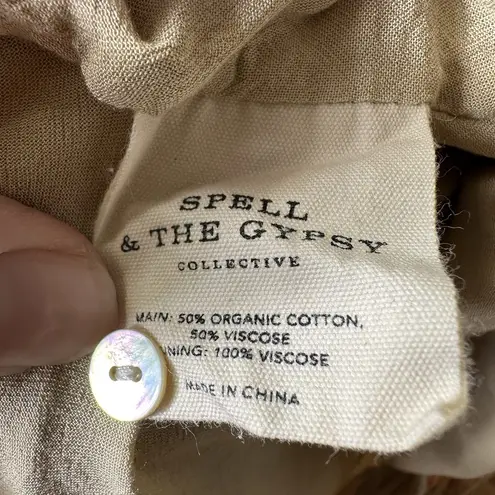 SPELL
& THE GYPSY
COLLECTIVE
MAIN: 50% ORGANIC COTTON,
50% VISCOSE
NING: 100% VISCOSE
MADE IN CHINA